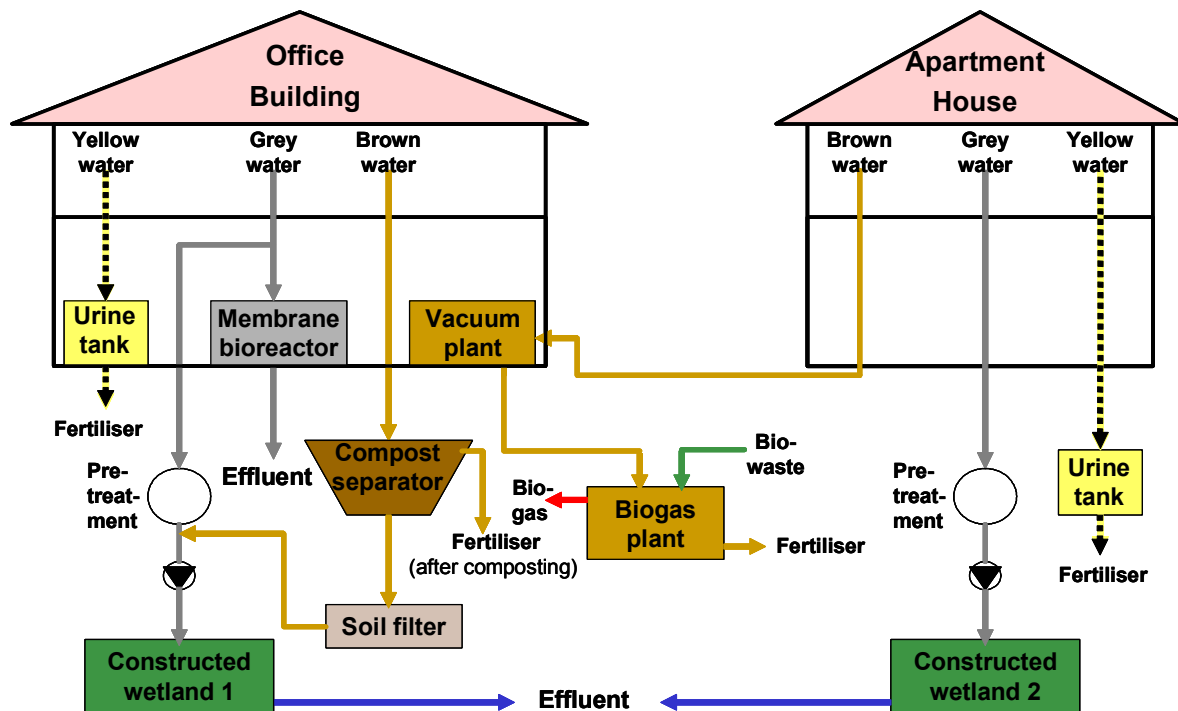 Office
Building
Apartment
House
Yellow
water
Grey
water
Brown
water
Brown
water
Grey
water
Yellow
water
Urine
tank
Membrane
bioreactor
Vacuum
plant
Fertiliser
Effluent
Pre-
treat-
ment
Compost
separator
Bio-
waste
Bio-
gas
Biogas
plant
Fertiliser
Fertiliser
(after composting)
Pre-
treat-
ment
Urine
tank
Fertiliser
Soil filter
Constructed
wetland 1
Effluent
Constructed
wetland 2